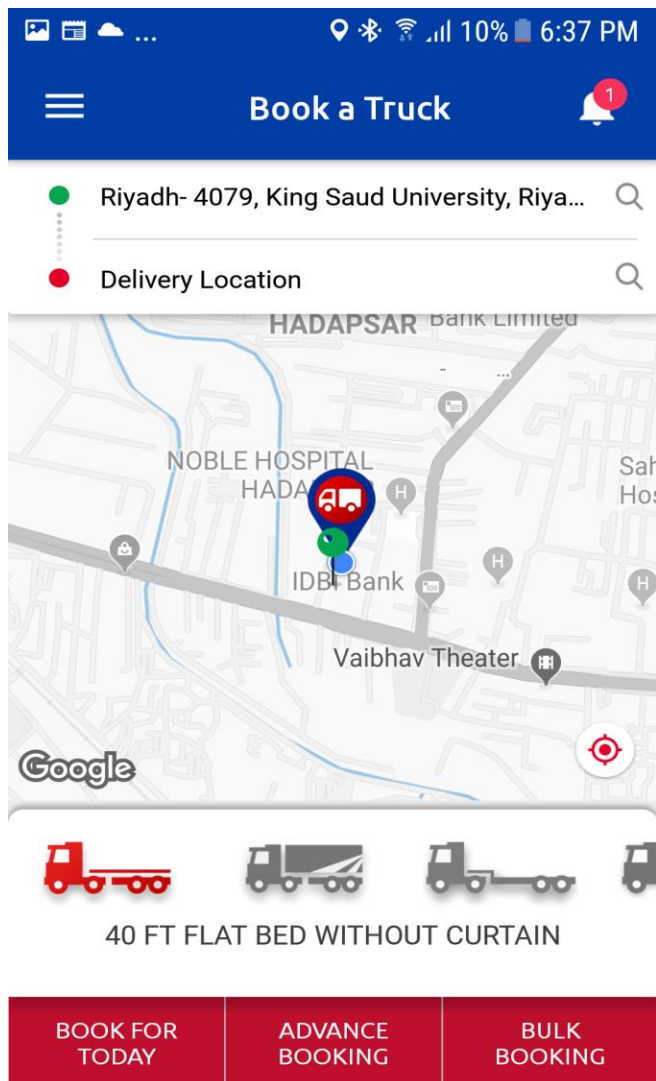 ... 10% 6:37 PM
Book a Truck
1
Riyadh- 4079, King Saud University, Riya...
Delivery Location
HADAPSAR Bank Limited
- ...
NOBLE HOSPITAL
HADA
H
Sah
Hos
H
IDBI Bank
H
Vaibhav Theater
Google
40 FT FLAT BED WITHOUT CURTAIN
BOOK FOR
TODAY
ADVANCE
BOOKING
BULK
BOOKING